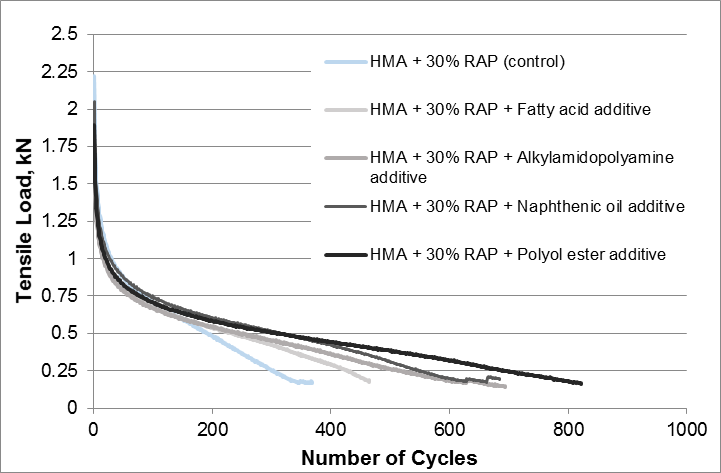 2.5
2.25
2
1.75
1.5
1.25
1
0.75
0.5
0.25
0
Tensile Load, kN
HMA + 30% RAP (control)
HMA + 30% RAP + Fatty acid additive
HMA + 30% RAP + Alkylamidopolyamine
additive
HMA + 30% RAP + Naphthenic oil additive
HMA + 30% RAP + Polyol ester additive
0 200 400 600 800 1000
Number of Cycles